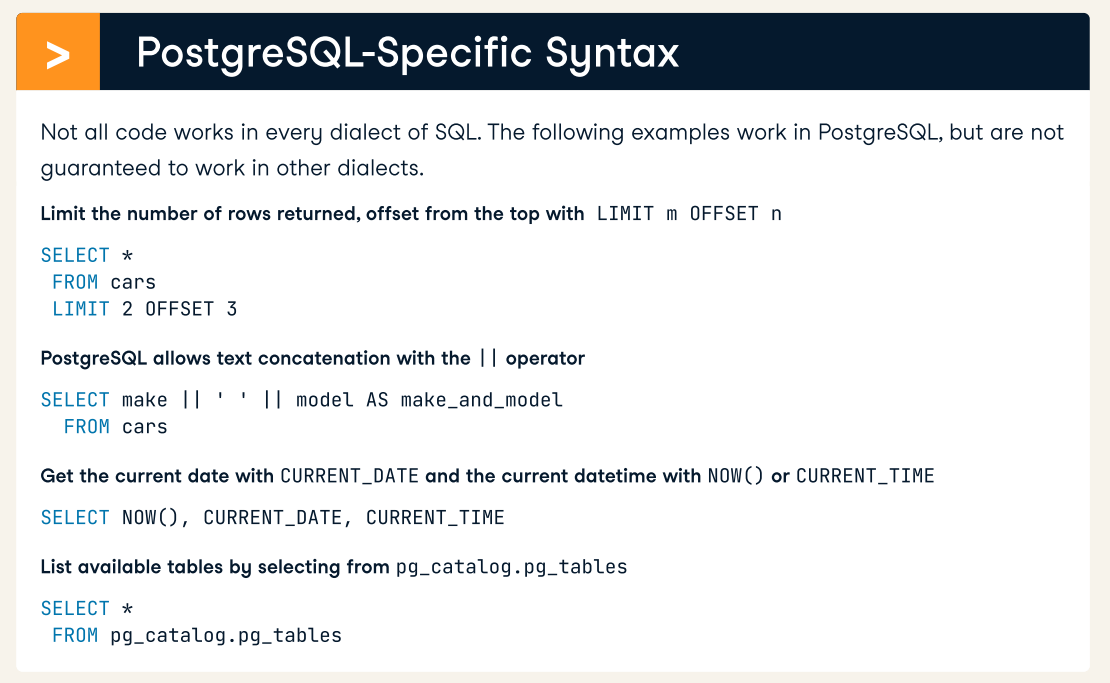 > PostgreSQL-Specific Syntax
Not all code works in every dialect of SQL. The following examples work in PostgreSQL, but are not
guaranteed to work in other dialects.
Limit the number of rows returned, offset from the top with LIMIT m OFFSET n
SELECT *
FROM cars
LIMIT 2 OFFSET 3
PostgreSQL allows text concatenation with the || operator
SELECT make || ' ' || model AS make_and_model
FROM cars
Get the current date with CURRENT_DATE and the current datetime with NOW() or CURRENT_TIME
SELECT NOW(), CURRENT_DATE, CURRENT_TIME
List available tables by selecting from pg_catalog.pg_tables
SELECT *
FROM pg_catalog.pg_tables